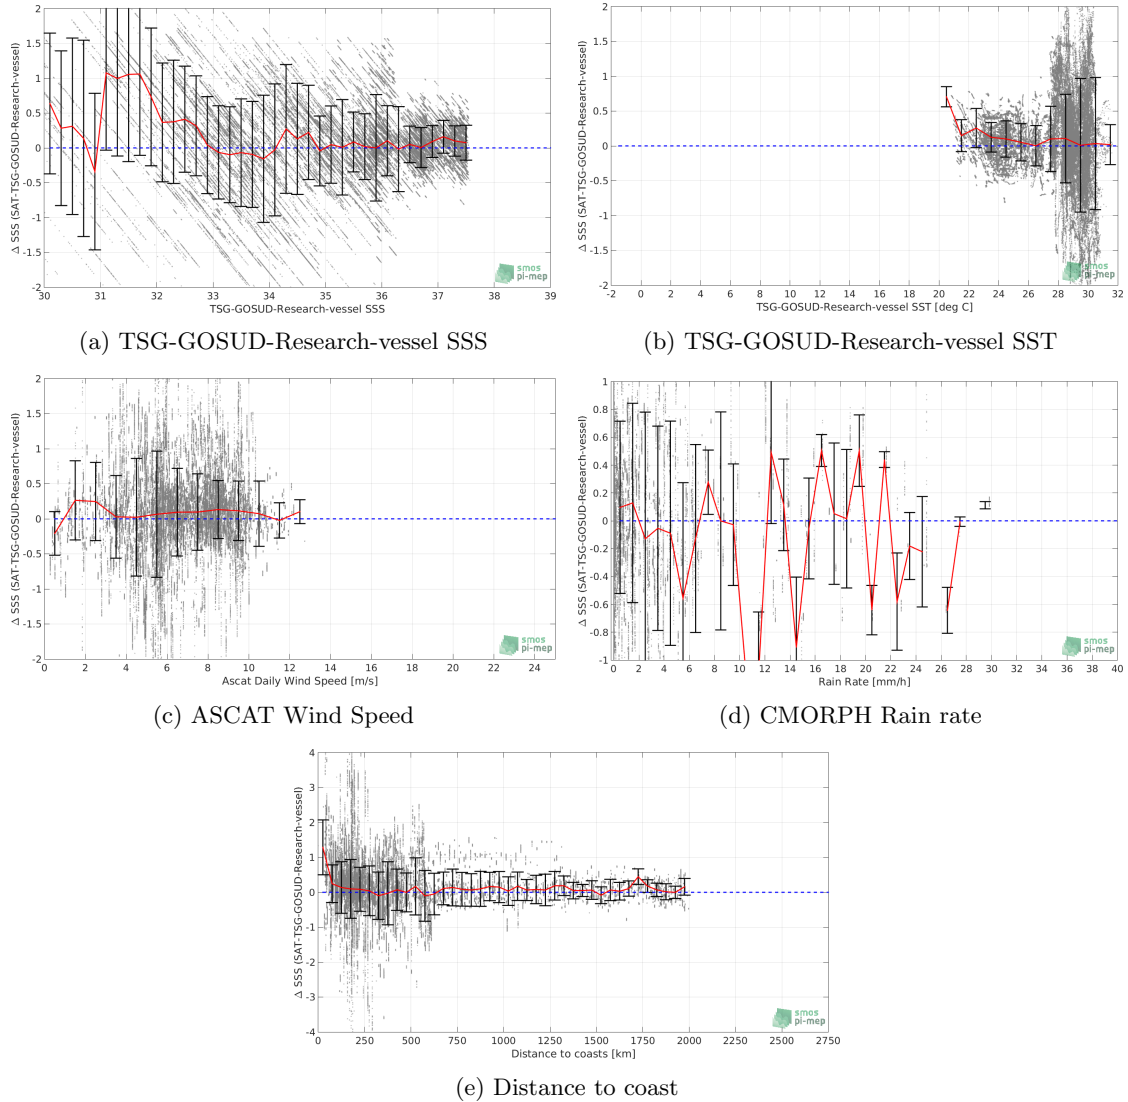 2
1.5
1
0.5
0
-0.5
-1
-1.5
-2
Δ SSS (SAT-TSG-GOSUD-Research-vessel)
30 31 32 33 34 35 36 37 38 39
TSG-GOSUD-Research-vessel SSS
smos
pi-mep
(a) TSG-GOSUD-Research-vessel SSS
2
1.5
1
0.5
0
-0.5
-1
-1.5
-2
Δ SSS (SAT-TSG-GOSUD-Research-vessel)
-2 0 2 4 6 8 10 12 14 16 18 20 22 24 26 28 30 32
TSG-GOSUD-Research-vessel SST [deg C]
smos
pi-mep
(b) TSG-GOSUD-Research-vessel SST
2
1.5
1
0.5
0
-0.5
-1
-1.5
-2
Δ SSS (SAT-TSG-GOSUD-Research-vessel)
0 2 4 6 8 10 12 14 16 18 20 22 24
Ascat Daily Wind Speed [m/s]
smos
pi-mep
(c) ASCAT Wind Speed
1
0.8
0.6
0.4
0.2
0
-0.2
-0.4
-0.6
-0.8
-1
Δ SSS (SAT-TSG-GOSUD-Research-vessel)
0 2 4 6 8 10 12 14 16 18 20 22 24 26 28 30 32 34 36 38 40
Rain Rate [mm/h]
smos
pi-mep
(d) CMORPH Rain rate
4
3
2
1
0
-1
-2
-3
-4
Δ SSS (SAT-TSG-GOSUD-Research-vessel)
0 250 500 750 1000 1250 1500 1750 2000 2250 2500 2750
Distance to coasts [km]
smos
pi-mep
(e) Distance to coast